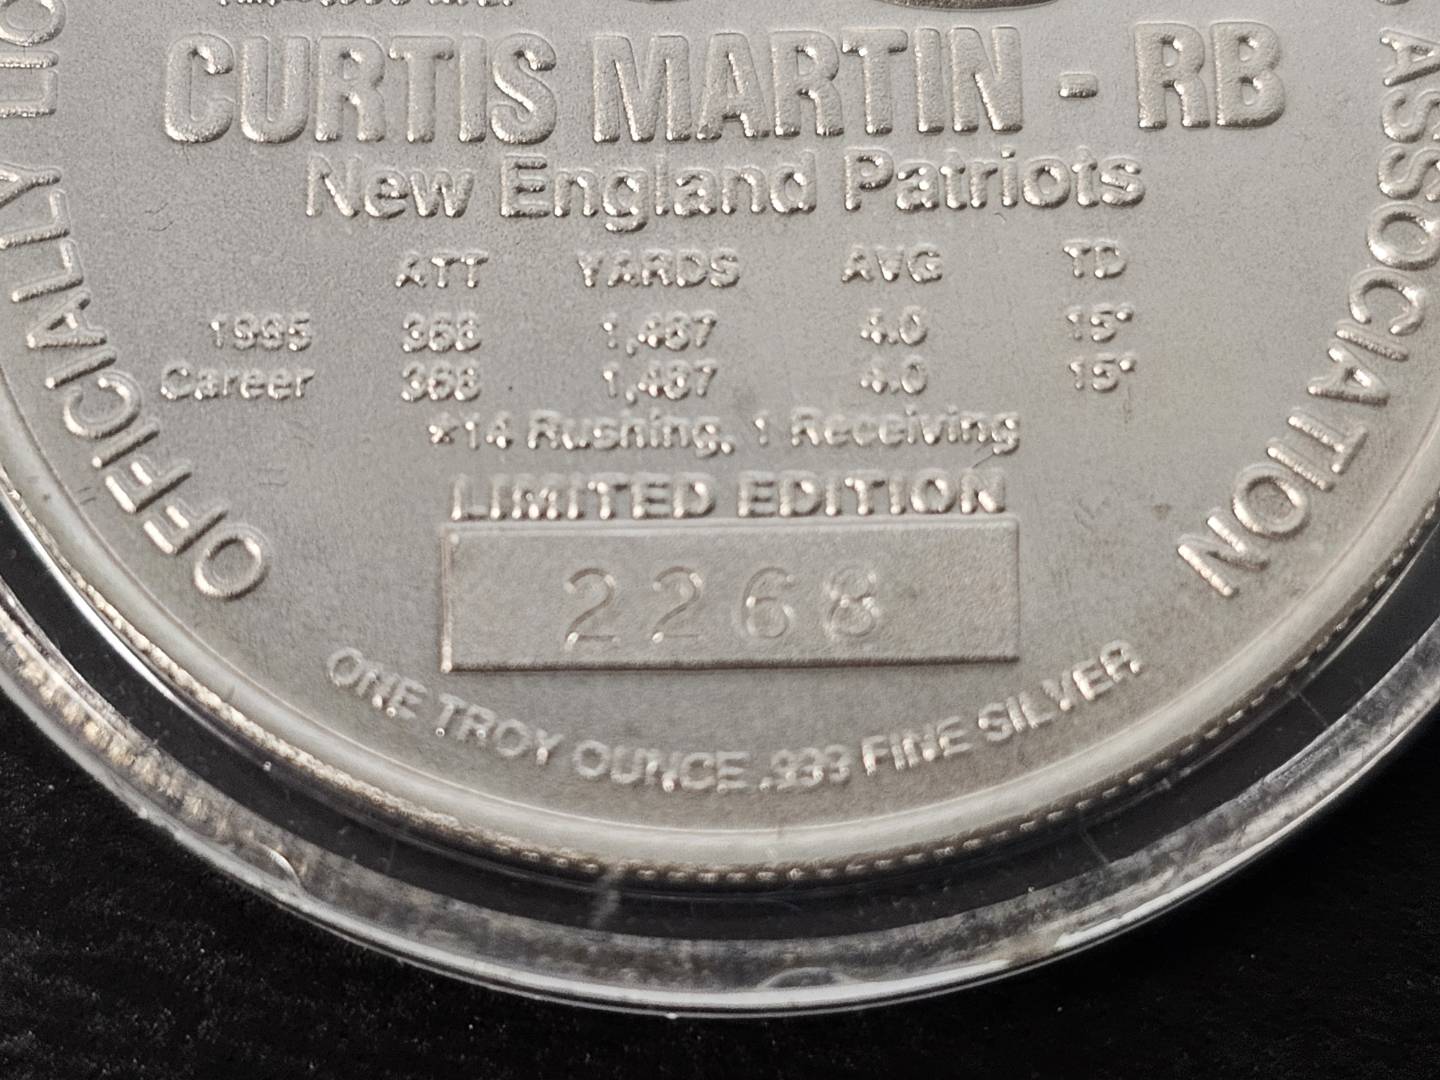 CURTIS MARTIN - RB
New England Patriots
ATT YARDS AVG TD
1995 368 1,487 4.0 15*
Career 368 1,487 4.0 15*
*14 Rushing, 1 Receiving
LIMITED EDITION
2268
ONE TROY OUNCE .999 FINE SILVER
OFFICIALLY
ASSOCIATION